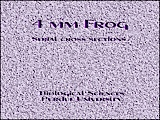 4 mm Frog
Serial cross sections
Biological Sciences
Purdue University